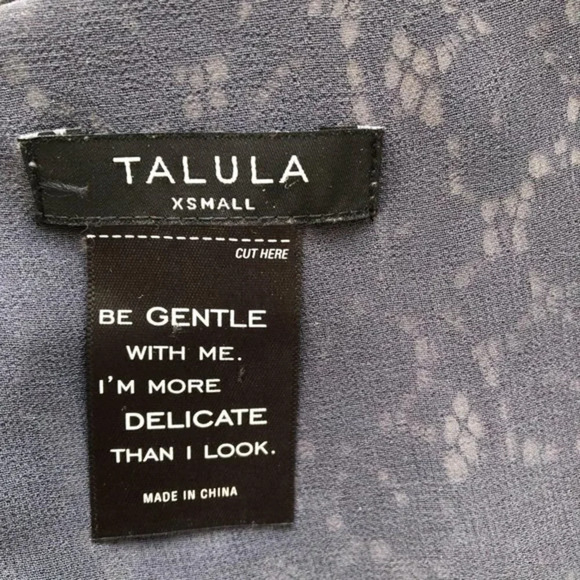 TALULA
XSMALL
CUT HERE
BE GENTLE
WITH ME.
I'M MORE
DELICATE
THAN I LOOK.
MADE IN CHINA